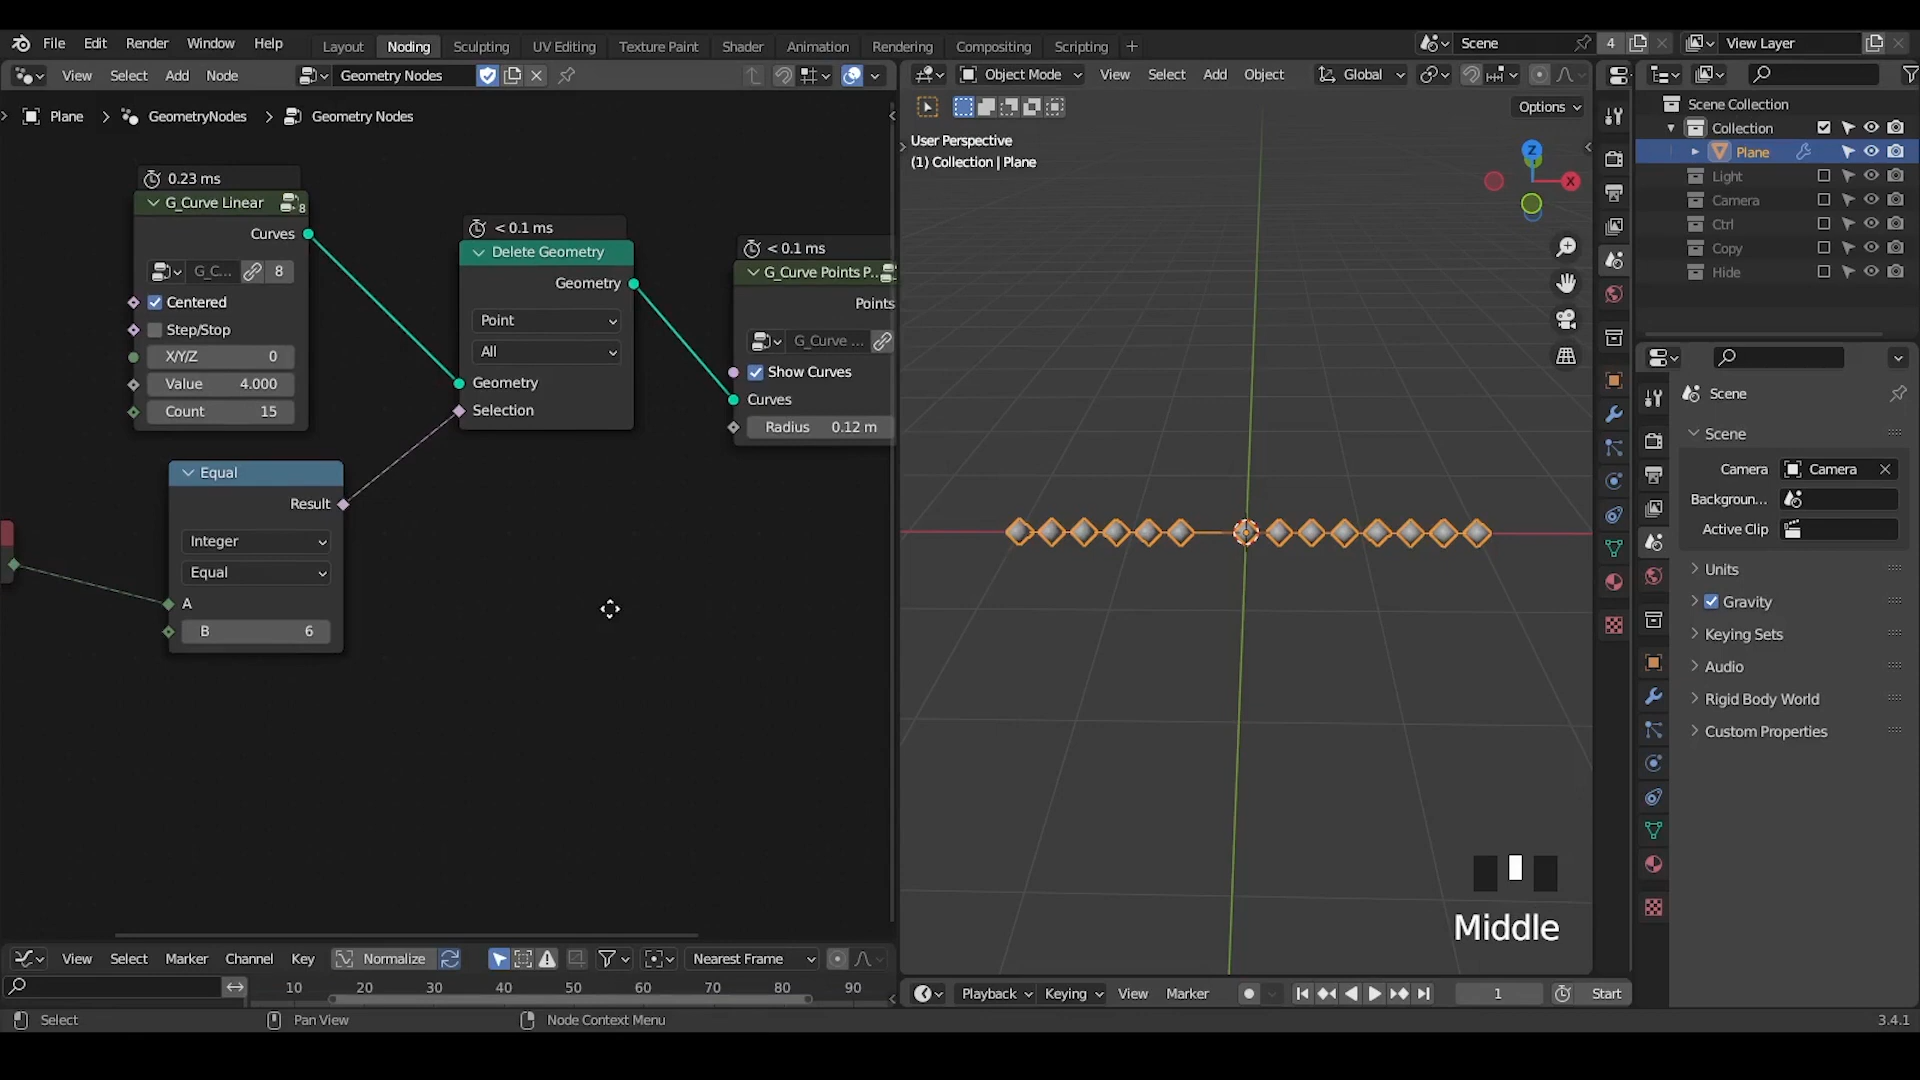 File Edit Render Window Help
Layout Noding Sculpting UV Editing Texture Paint Shader Animation Rendering Compositing Scripting +
Scene 4 View Layer
View Select Add Node Geometry Nodes
Object Mode View Select Add Object Global
Plane > GeometryNodes > Geometry Nodes
Options
User Perspective
(1) Collection | Plane
Z
X
Scene Collection
Collection
Plane
Light
Camera
Ctrl
Copy
Hide
0.23 ms
G_Curve Linear 8
Curves
G_C... 8
Centered
Step/Stop
X/Y/Z 0
Value 4.000
Count 15
< 0.1 ms
Delete Geometry
Geometry
Point
All
Geometry
Selection
< 0.1 ms
G_Curve Points P..
Points
G_Curve ...
Show Curves
Curves
Radius 0.12 m
Equal
Result
Integer
Equal
A
B 6
Scene
Scene
Camera Camera
Backgroun...
Active Clip
Units
Gravity
Keying Sets
Audio
Rigid Body World
Custom Properties
Middle
View Select Marker Channel Key Normalize Nearest Frame
10 20 30 40 50 60 70 80 90
Playback Keying View Marker 1 Start
Select Pan View Node Context Menu 3.4.1